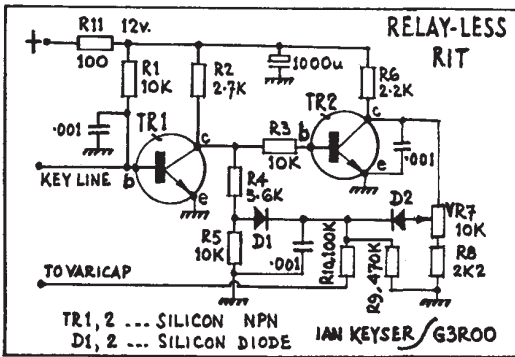 RELAY-LESS
RIT
+
R11
100
12v.
R1
10K
R2
2.7K
1000u
R6
2.2K
.001
TR1
TR2
c
b
e
KEY LINE
R3
10K
b
c
e
.001
R4
5.6K
D1
D2
VR7
10K
R5
10K
.001
R10,100K
R9,470K
R8
2K2
TO VARICAP
TR1, 2 ... SILICON NPN
D1, 2 ... SILICON DIODE
IAN KEYSER/G3ROO